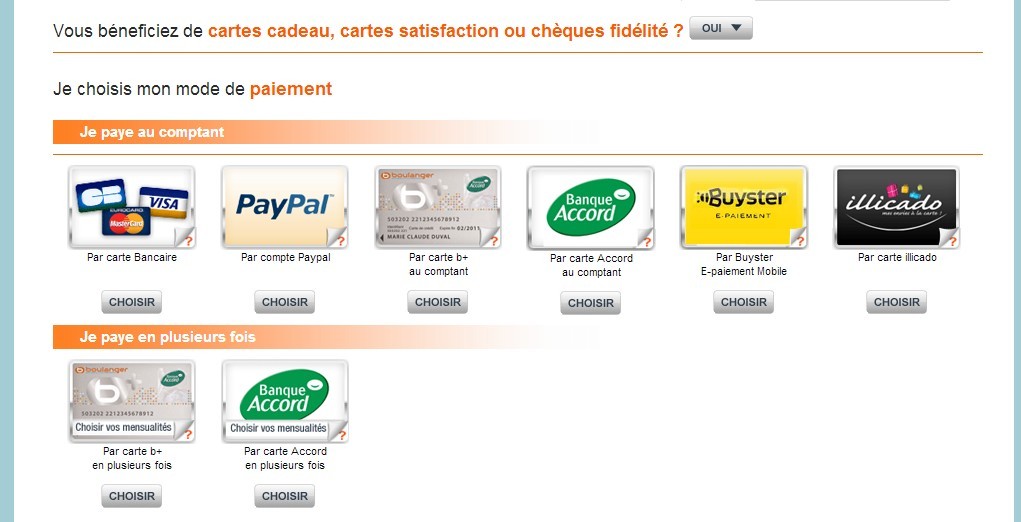 Vous bénéficiez de cartes cadeau, cartes satisfaction ou chèques fidélité ? OUI
Je choisis mon mode de paiement
Je paye au comptant
CB VISA
EUROCARD
MasterCard
?
PayPal™
?
boulanger
Banque Accord
b
503202 2212345678912
02/2011
MARIE CLAUDE DUVAL
?
Banque
Accord
?
Buyster
E-PAIEMENT
?
illicado
mes envies à la carte !
?
Par carte Bancaire
Par compte Paypal
Par carte b+
au comptant
Par carte Accord
au comptant
Par Buyster
E-paiement Mobile
Par carte illicado
CHOISIR CHOISIR CHOISIR CHOISIR CHOISIR CHOISIR
Je paye en plusieurs fois
boulanger
Banque Accord
b
503202 2212345678912
Choisir vos mensualités
?
Banque
Accord
Choisir vos mensualités
?
Par carte b+
en plusieurs fois
Par carte Accord
en plusieurs fois
CHOISIR CHOISIR